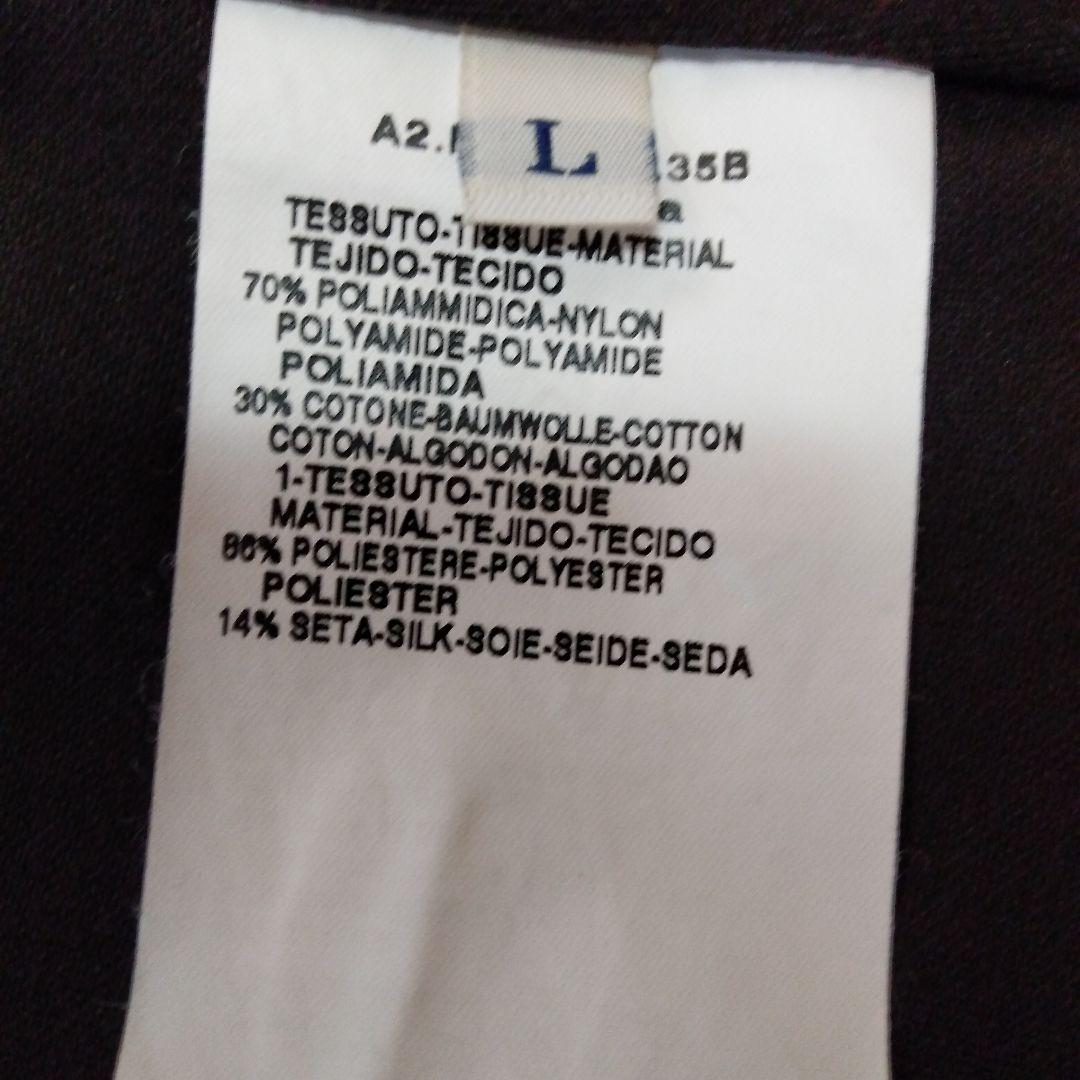 L
A2. .35B
a
TESSUTO-TISSUE-MATERIAL
TEJIDO-TECIDO
70% POLIAMMIDICA-NYLON
POLYAMIDE-POLYAMIDE
POLIAMIDA
30% COTONE-BAUMWOLLE-COTTON
COTON-ALGODON-ALGODAO
1-TESSUTO-TISSUE
MATERIAL-TEJIDO-TECIDO
86% POLIESTERE-POLYESTER
POLIESTER
14% SETA-SILK-SOIE-SEIDE-SEDA